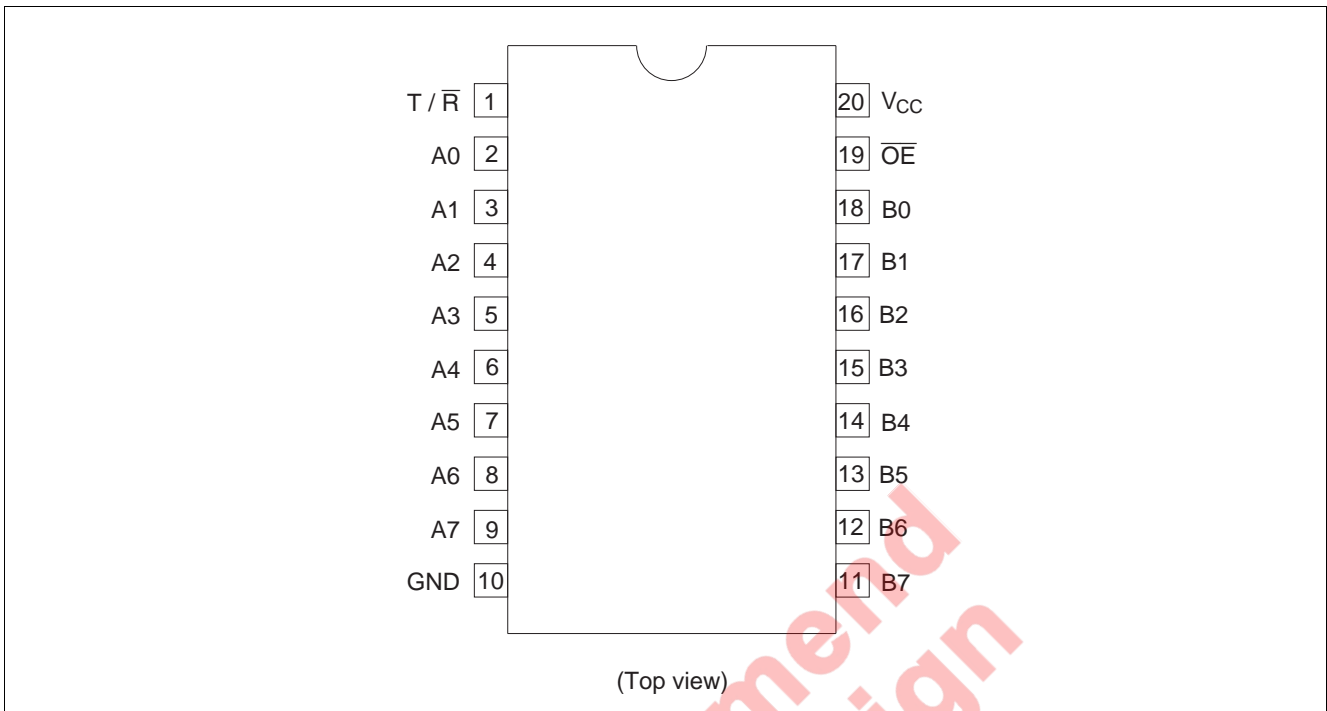 T / R̅ 1
A0 2
A1 3
A2 4
A3 5
A4 6
A5 7
A6 8
A7 9
GND 10
20 VCC
19 O̅E̅
18 B0
17 B1
16 B2
15 B3
14 B4
13 B5
12 B6
11 B7
(Top view)